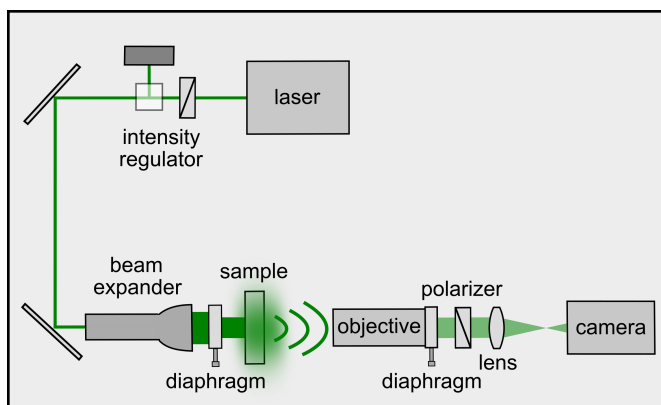 laser
intensity
regulator
beam
expander
sample
diaphragm
objective
diaphragm
polarizer
lens
camera